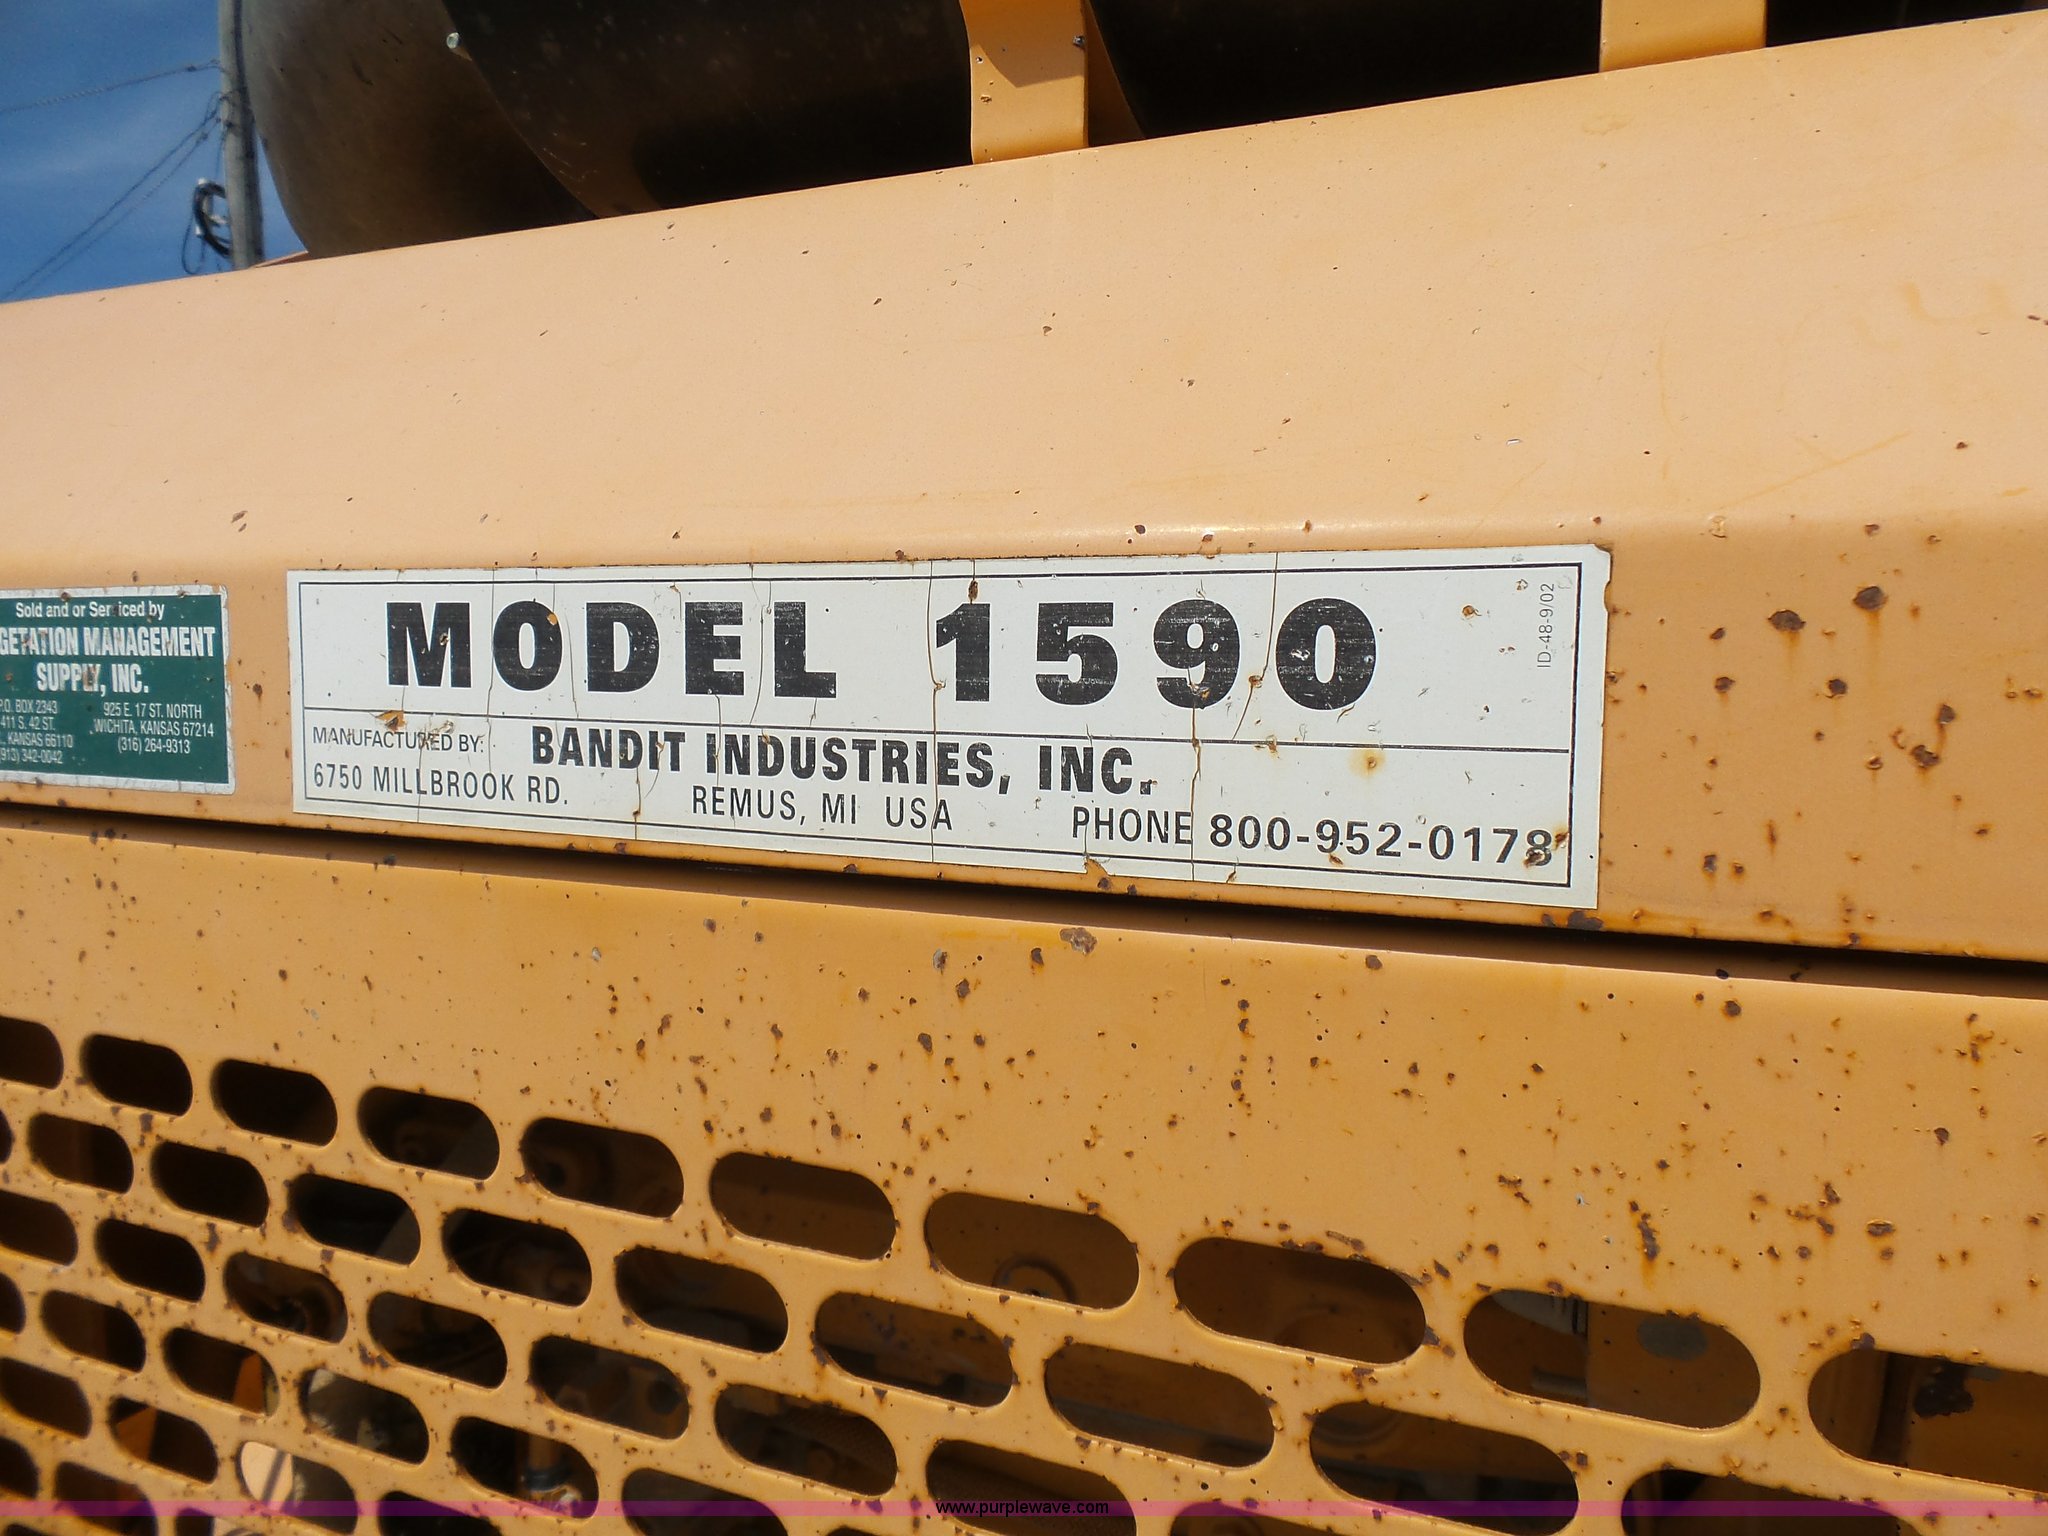 Sold and or Serviced by
GETATION MANAGEMENT
SUPPLY, INC.
P.O. BOX 2343
411 S. 42 ST.
KANSAS 66110
(913) 342-0042
925 E. 17 ST. NORTH
WICHITA, KANSAS 67214
(316) 264-9313
MODEL 1590
ID-48-9/02
MANUFACTURED BY: BANDIT INDUSTRIES, INC.
6750 MILLBROOK RD. REMUS, MI USA PHONE 800-952-0178
www.purplewave.com